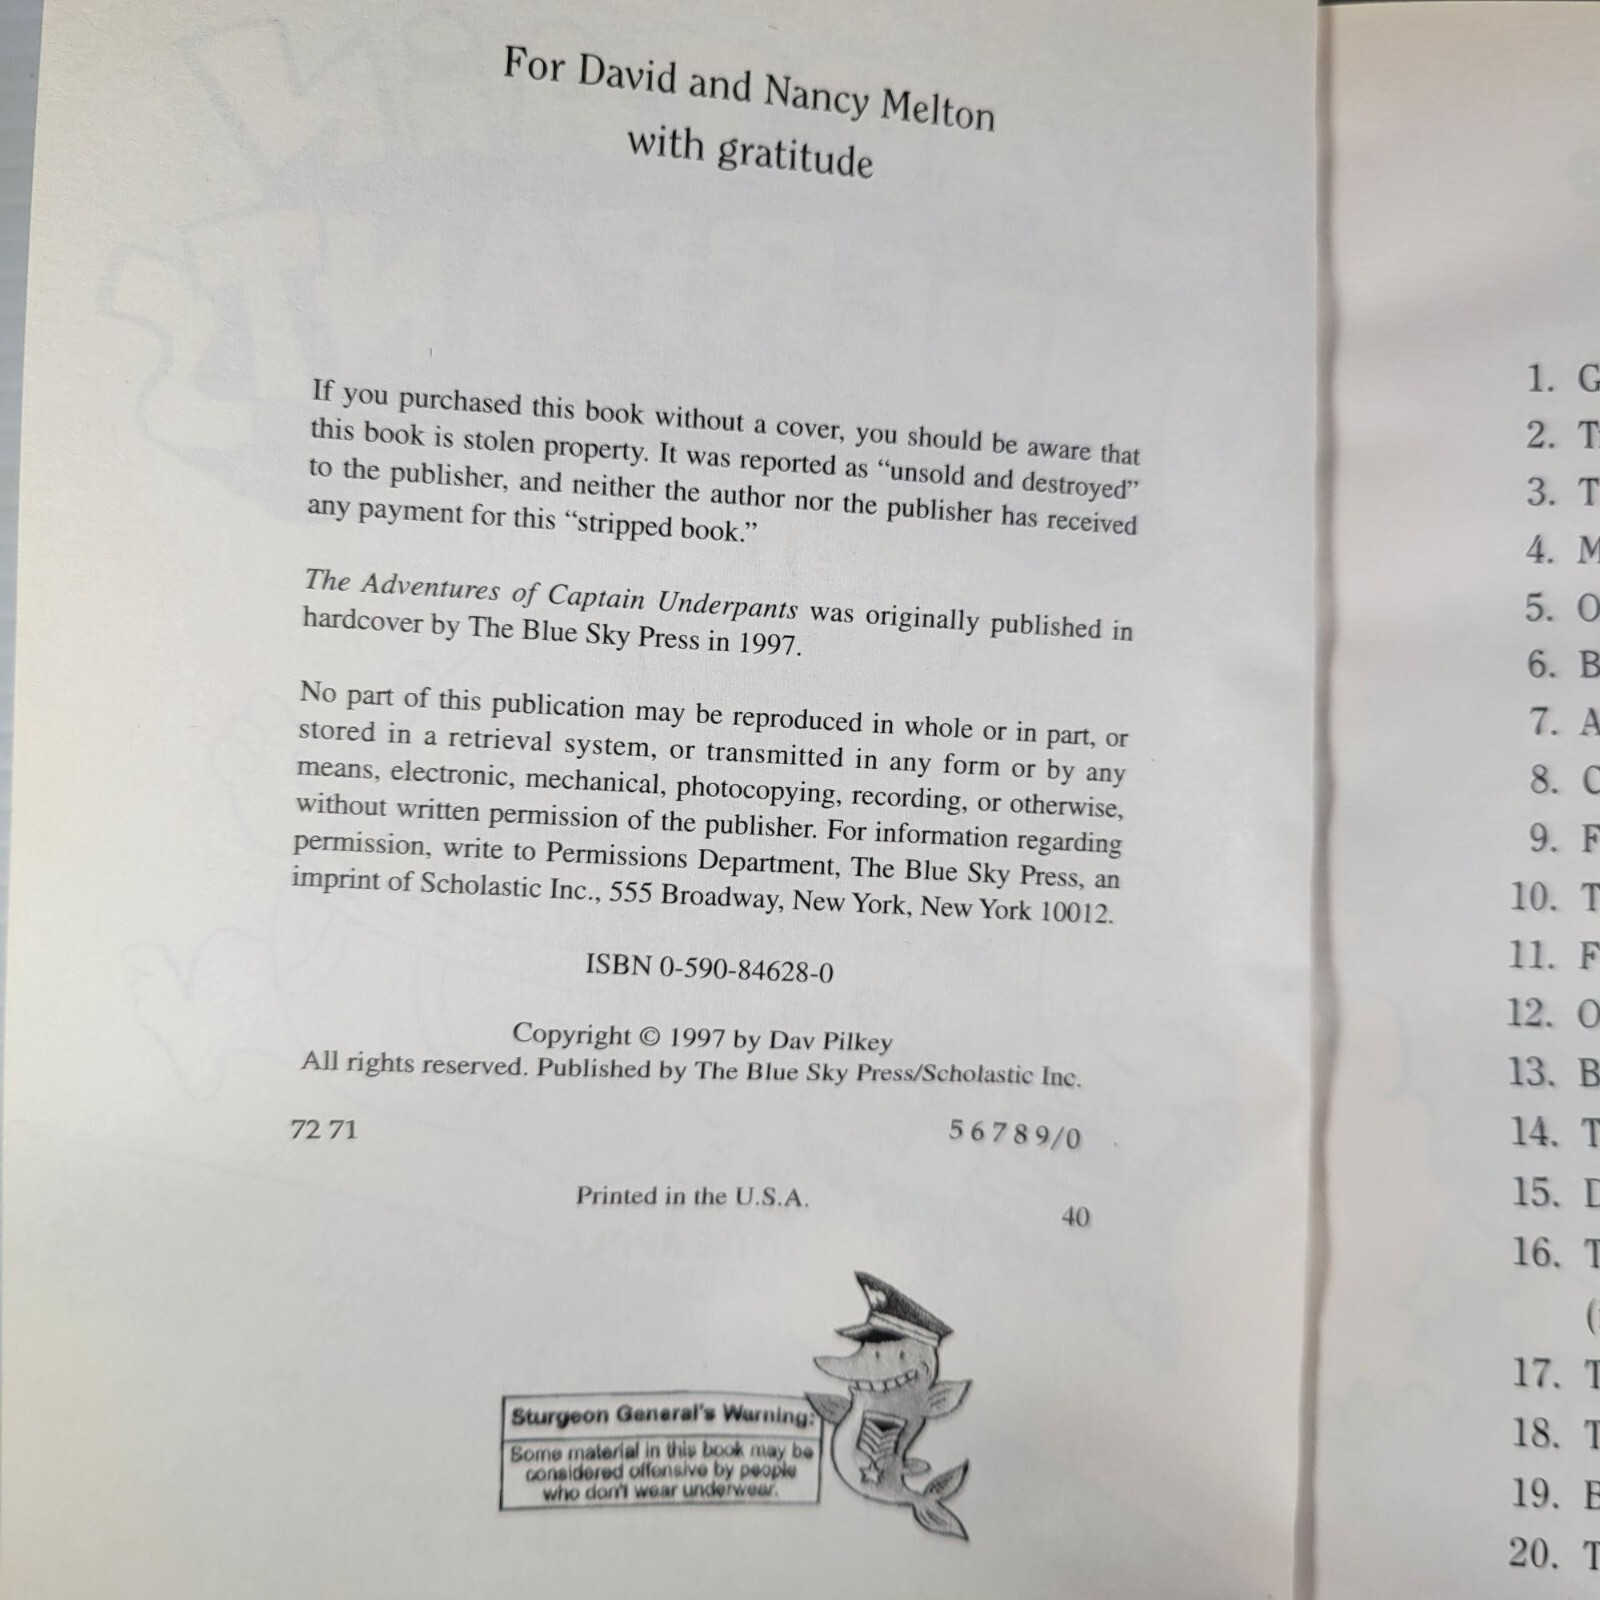 For David and Nancy Melton
with gratitude
If you purchased this book without a cover, you should be aware that
this book is stolen property. It was reported as “unsold and destroyed”
to the publisher, and neither the author nor the publisher has received
any payment for this “stripped book.”
The Adventures of Captain Underpants was originally published in
hardcover by The Blue Sky Press in 1997.
No part of this publication may be reproduced in whole or in part, or
stored in a retrieval system, or transmitted in any form or by any
means, electronic, mechanical, photocopying, recording, or otherwise,
without written permission of the publisher. For information regarding
permission, write to Permissions Department, The Blue Sky Press, an
imprint of Scholastic Inc., 555 Broadway, New York, New York 10012.
ISBN 0-590-84628-0
Copyright © 1997 by Dav Pilkey
All rights reserved. Published by The Blue Sky Press/Scholastic Inc.
72 71 5 6 7 8 9/0
Printed in the U.S.A.
40
Sturgeon General's Warning:
Some material in this book may be
considered offensive by people
who don't wear underwear.
1. G
2. T
3. T
4. M
5. O
6. B
7. A
8. C
9. F
10. T
11. F
12. O
13. B
14. T
15. D
16. T
(
17. T
18. T
19. B
20. T